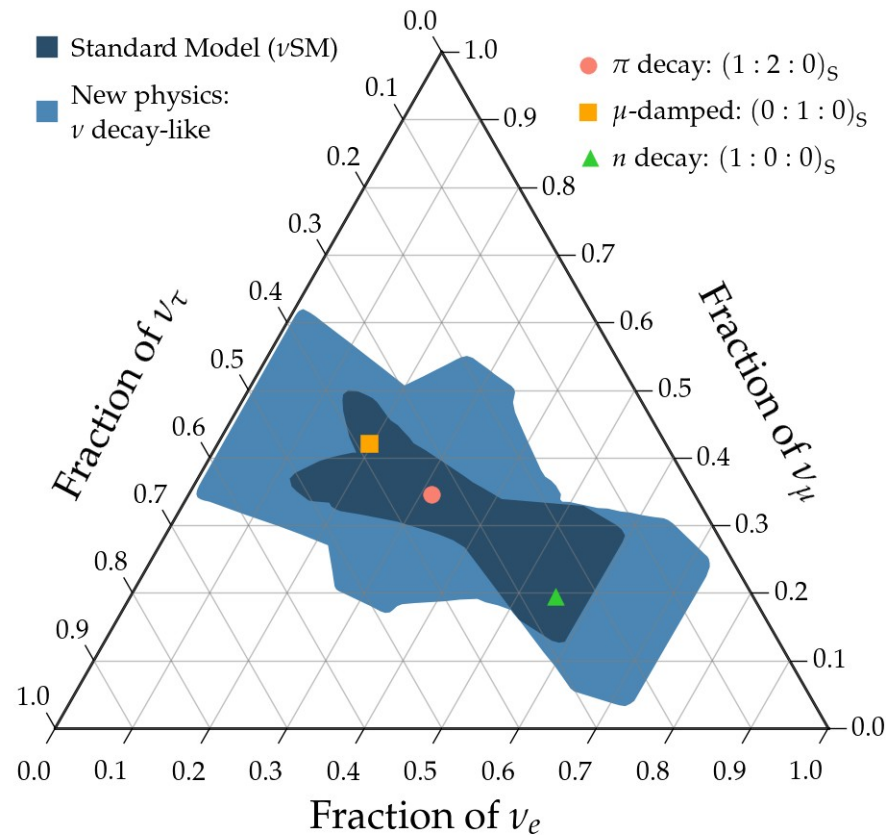 Standard Model (νSM)
New physics:
ν decay-like
π decay: (1 : 2 : 0)S
μ-damped: (0 : 1 : 0)S
n decay: (1 : 0 : 0)S
Fraction of ντ
0.0
0.1
0.2
0.3
0.4
0.5
0.6
0.7
0.8
0.9
1.0
Fraction of νμ
1.0
0.9
0.8
0.7
0.6
0.5
0.4
0.3
0.2
0.1
0.0
0.0 0.1 0.2 0.3 0.4 0.5 0.6 0.7 0.8 0.9 1.0
Fraction of νe